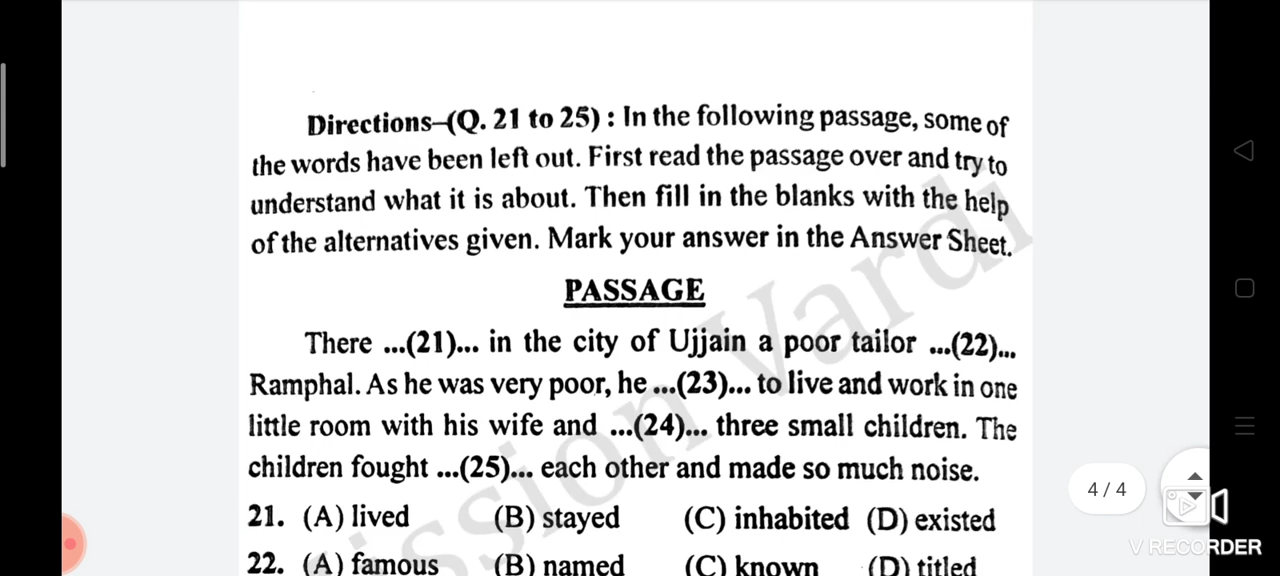 Directions–(Q. 21 to 25) : In the following passage, some of
the words have been left out. First read the passage over and try to
understand what it is about. Then fill in the blanks with the help
of the alternatives given. Mark your answer in the Answer Sheet.
PASSAGE
There ...(21)... in the city of Ujjain a poor tailor ...(22)...
Ramphal. As he was very poor, he ...(23)... to live and work in one
little room with his wife and ...(24)... three small children. The
children fought ...(25)... each other and made so much noise.
21. (A) lived (B) stayed (C) inhabited (D) existed
22. (A) famous (B) named (C) known (D) titled
4 / 4
V RECORDER
ssion Vardi